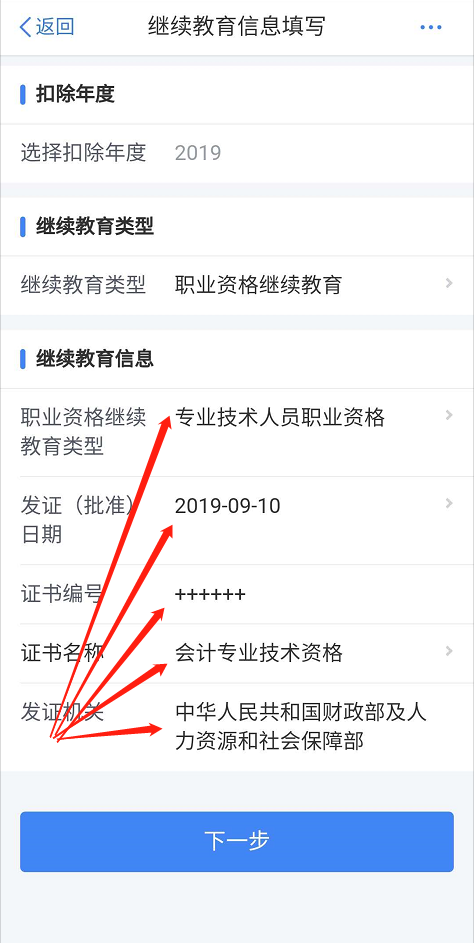 返回 继续教育信息填写
扣除年度
选择扣除年度 2019
继续教育类型
继续教育类型 职业资格继续教育
继续教育信息
职业资格继续 专业技术人员职业资格
教育类型
发证（批准） 2019-09-10
日期
证书编号 ++++++
证书名称 会计专业技术资格
发证机关 中华人民共和国财政部及人
力资源和社会保障部
下一步